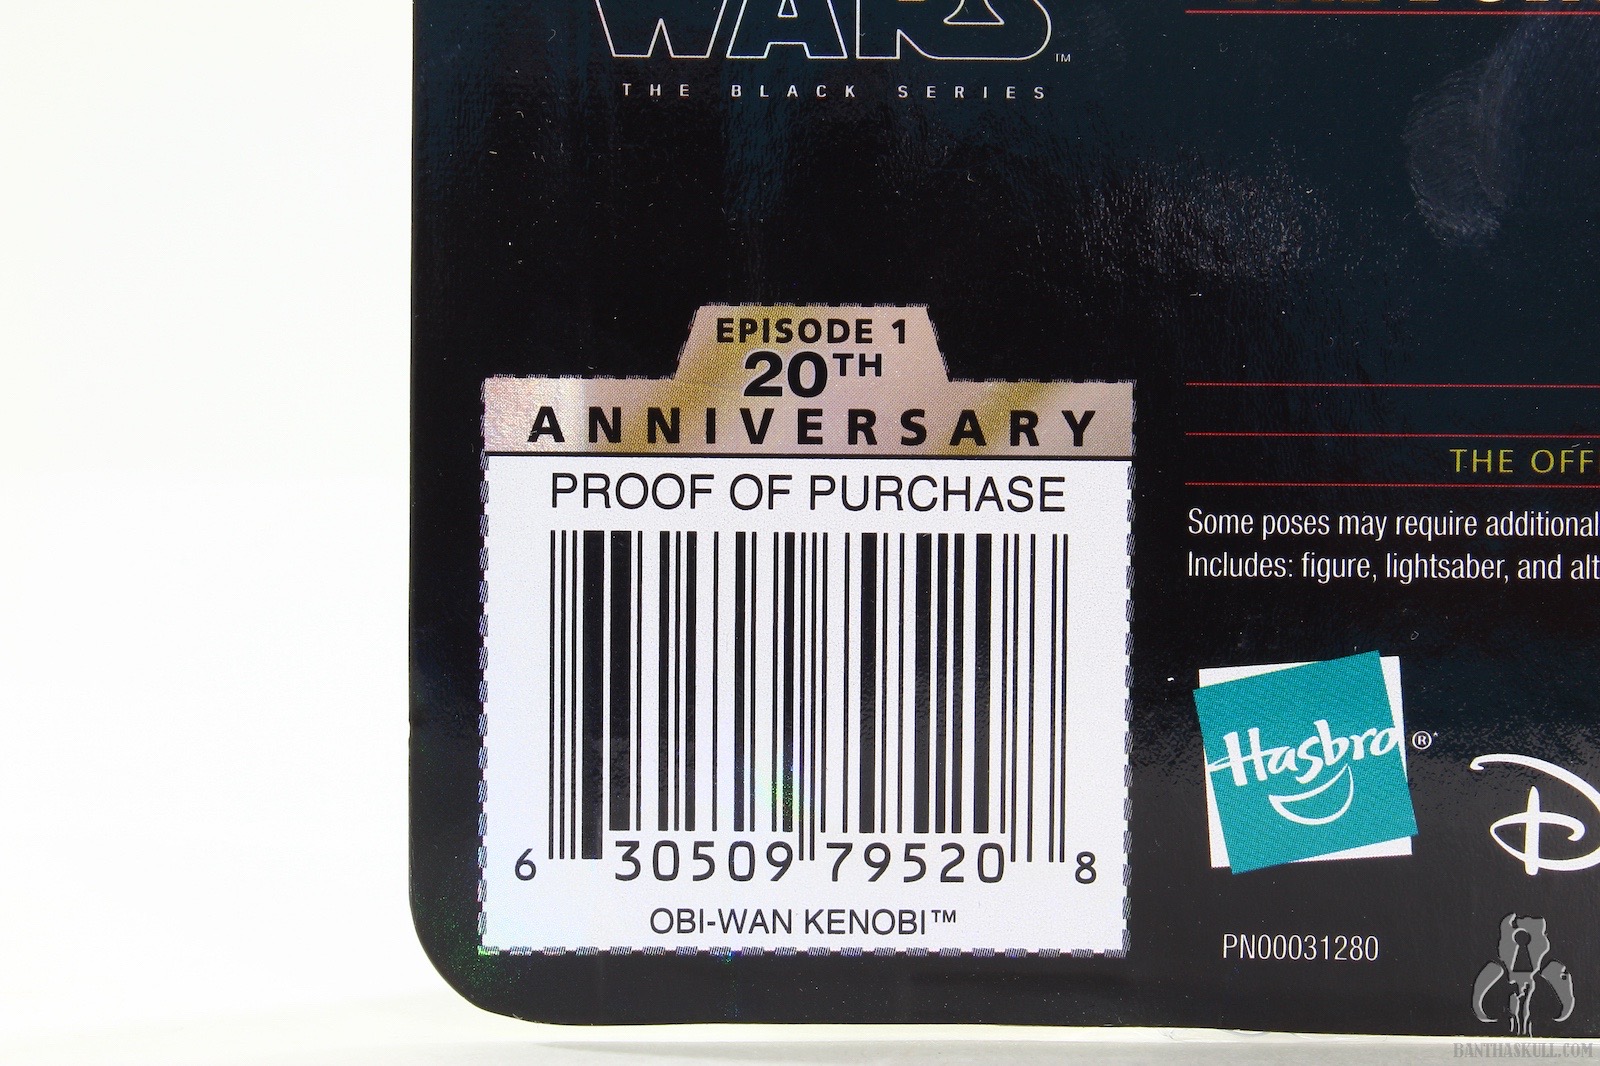 WARS™
THE BLACK SERIES
EPISODE 1
20TH
ANNIVERSARY
PROOF OF PURCHASE
6 30509 79520 8
OBI-WAN KENOBI™
THE OFF
Some poses may require additional
Includes: figure, lightsaber, and alt
Hasbro®*
PN00031280
BANTHASKULL.COM